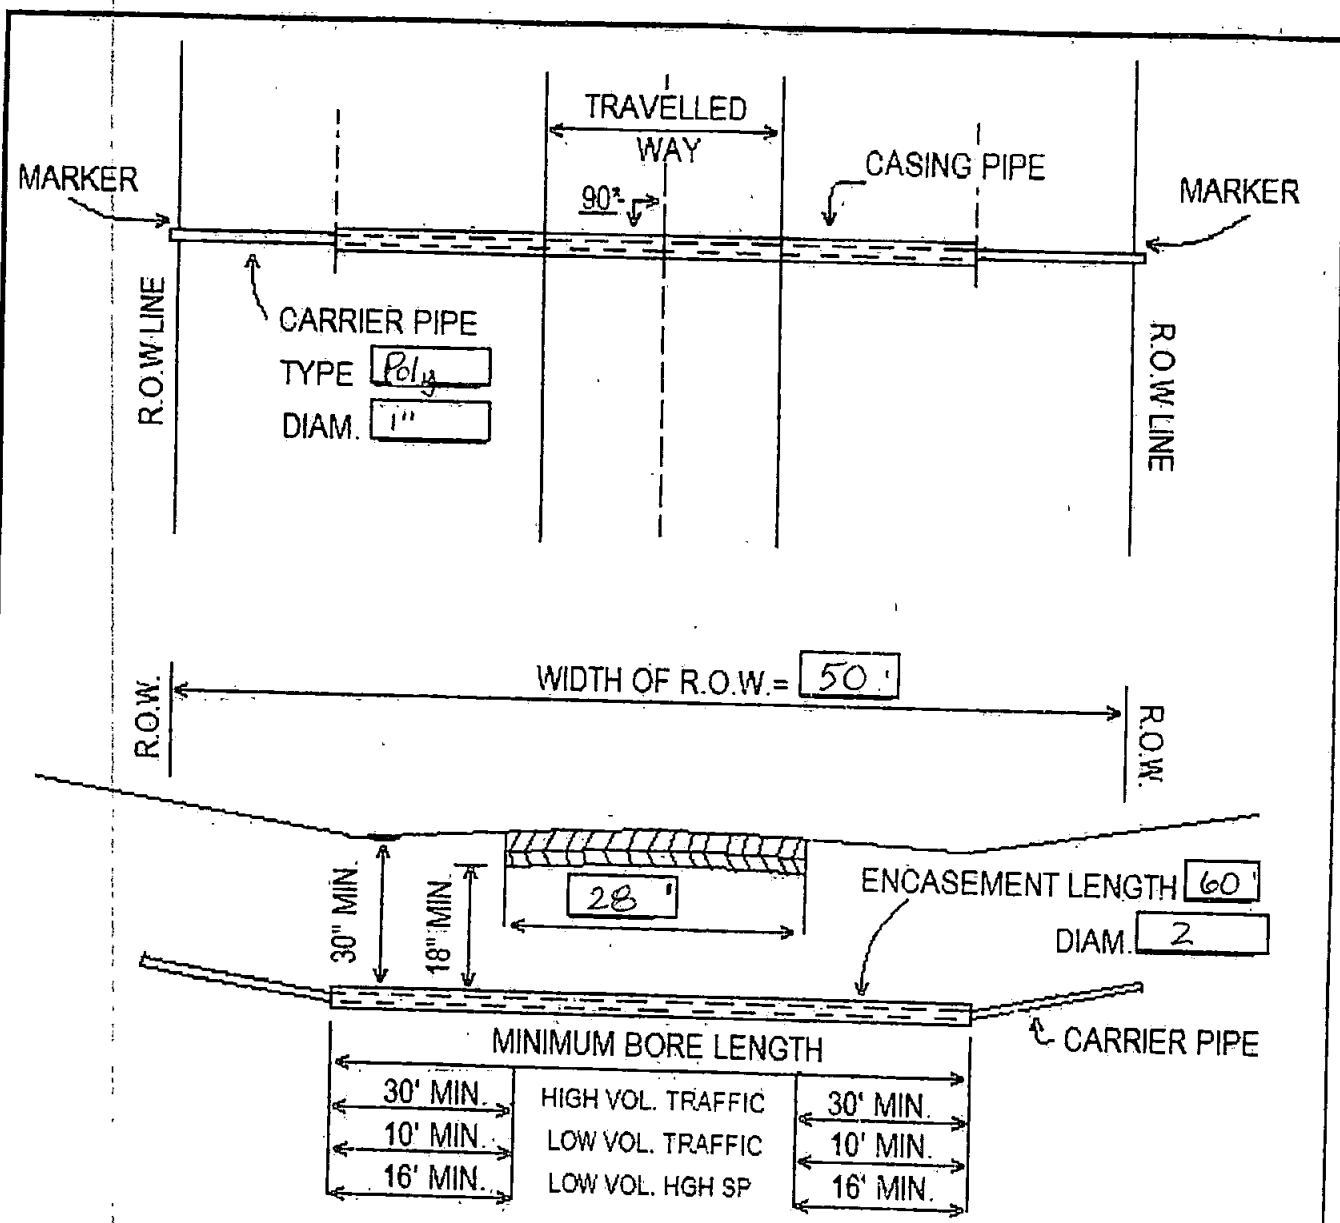 TRAVELLED
WAY
MARKER
90°
CASING PIPE
MARKER
R.O.W LINE
CARRIER PIPE
TYPE Poly
DIAM. 1"
R.O.W LINE
WIDTH OF R.O.W. = 50'
R.O.W.
R.O.W.
30" MIN.
18" MIN.
28'
ENCASEMENT LENGTH 60'
DIAM. 2
CARRIER PIPE
MINIMUM BORE LENGTH
30' MIN. HIGH VOL. TRAFFIC 30' MIN.
10' MIN. LOW VOL. TRAFFIC 10' MIN.
16' MIN. LOW VOL. HGH SP 16' MIN.